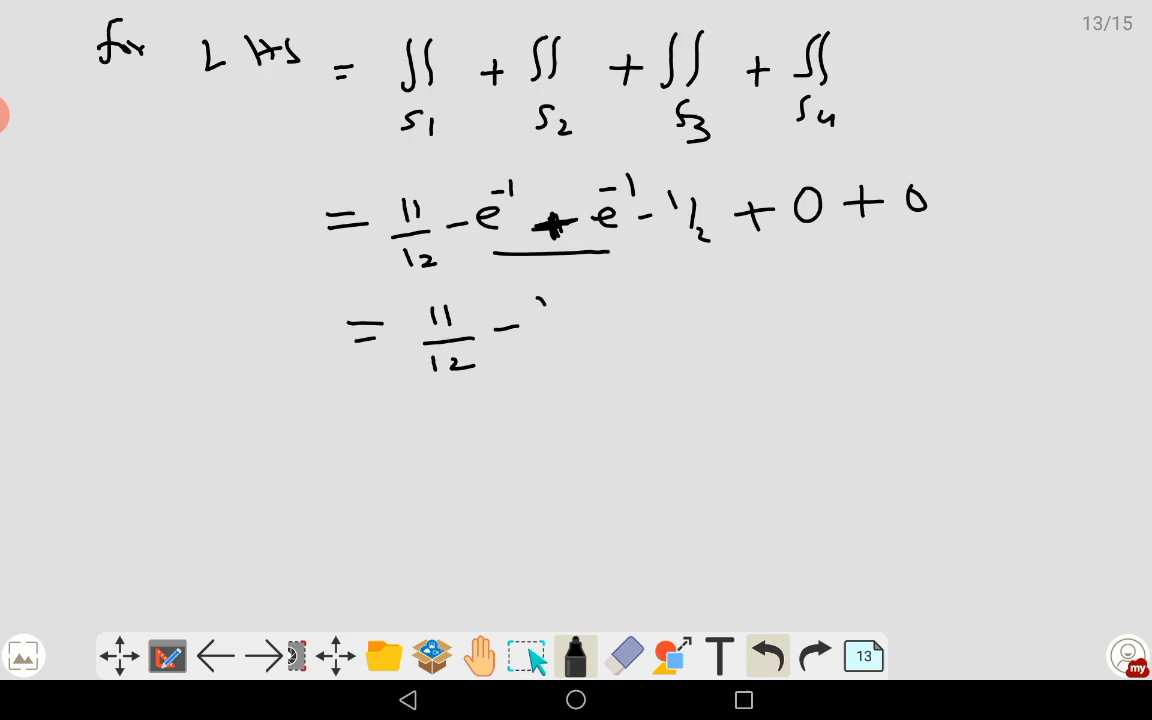 13/15
for LHS = ∬ + ∬ + ∬ + ∬
S1 S2 S3 S4
= 11/12 - e^-1 + e^-1 - 1/2 + 0 + 0
= 11/12 -
T 13
my